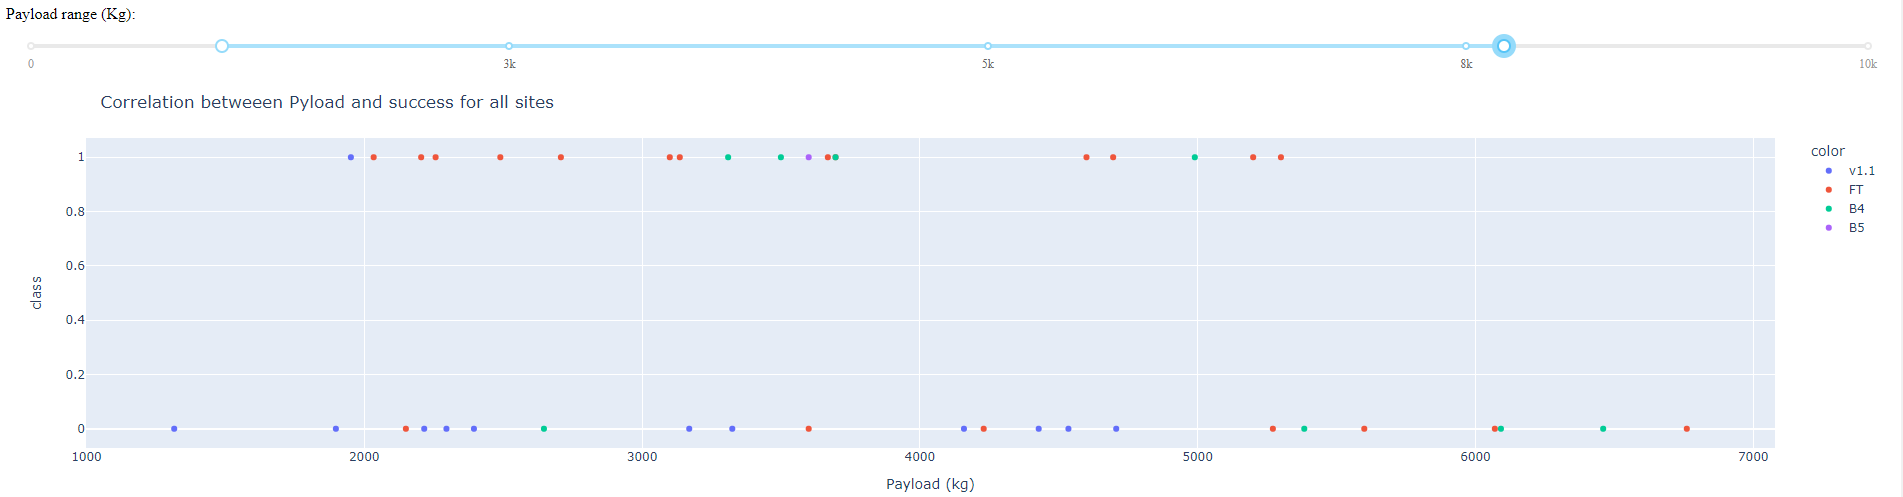 Payload range (Kg):
0 3k 5k 8k 10k
Correlation betweeen Pyload and success for all sites
color
v1.1
FT
B4
B5
1
0.8
0.6
0.4
0.2
0
class
1000 2000 3000 4000 5000 6000 7000
Payload (kg)